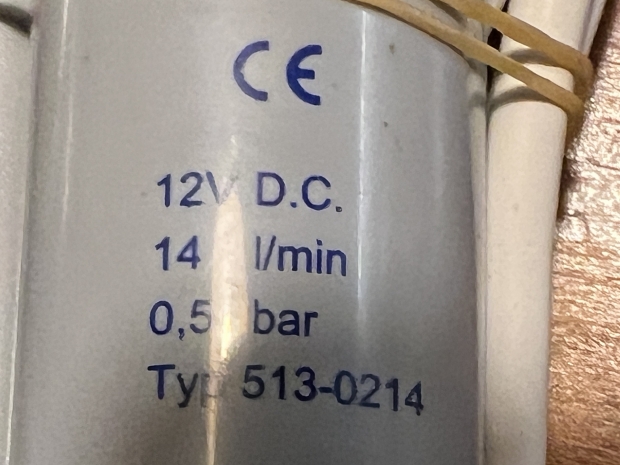 CE
12V D.C.
14 l/min
0,5 bar
Typ 513-0214